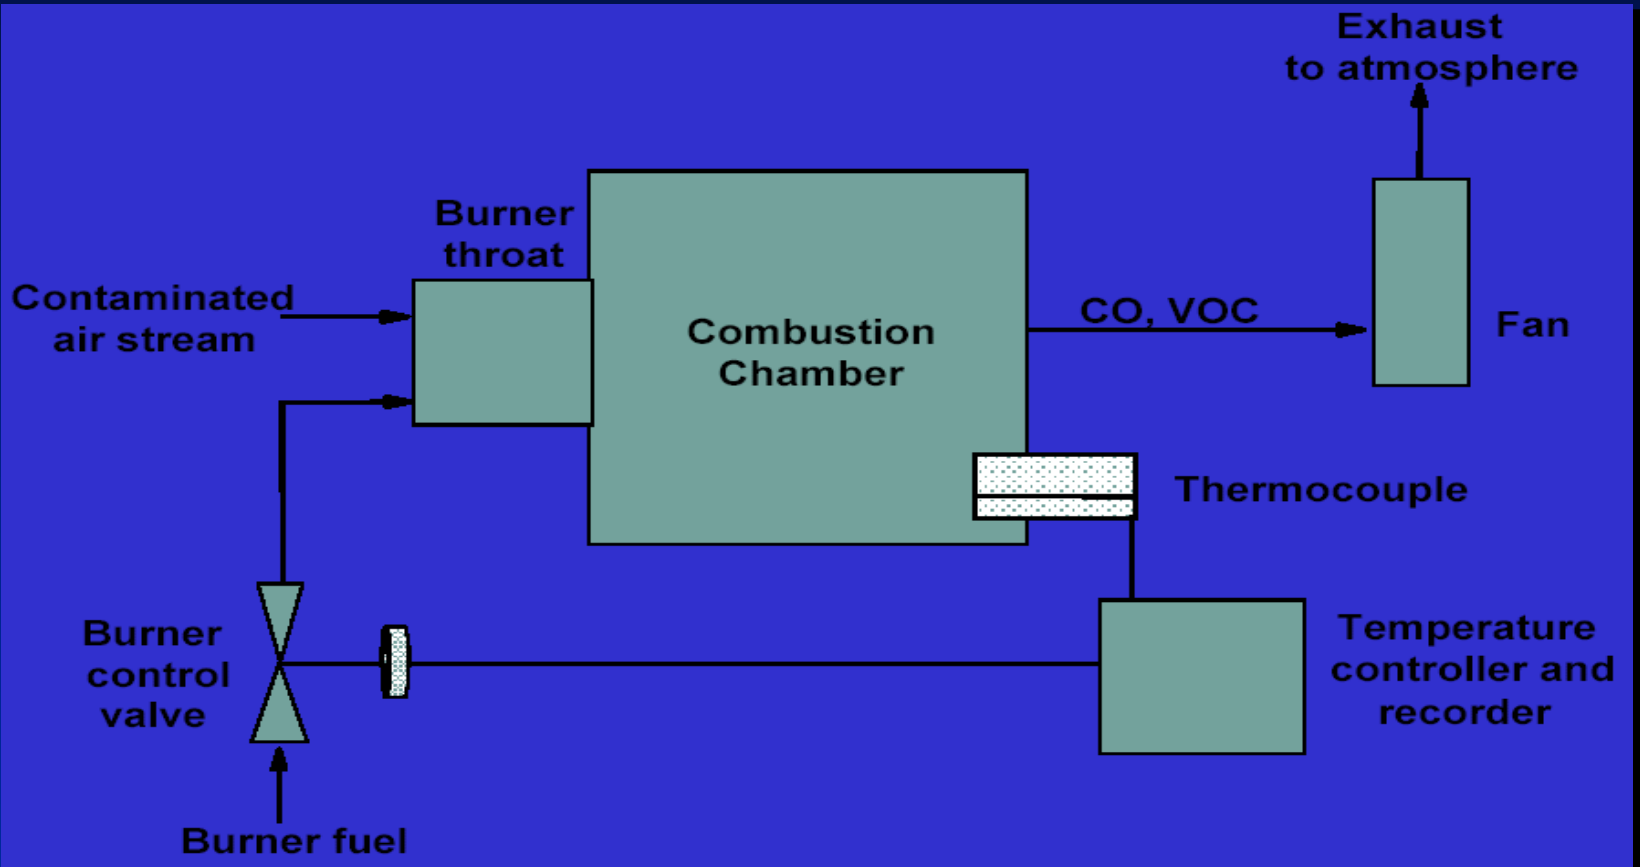 Exhaust
to atmosphere
Burner
throat
Contaminated
air stream
Combustion
Chamber
CO, VOC
Fan
Thermocouple
Burner
control
valve
Temperature
controller and
recorder
Burner fuel